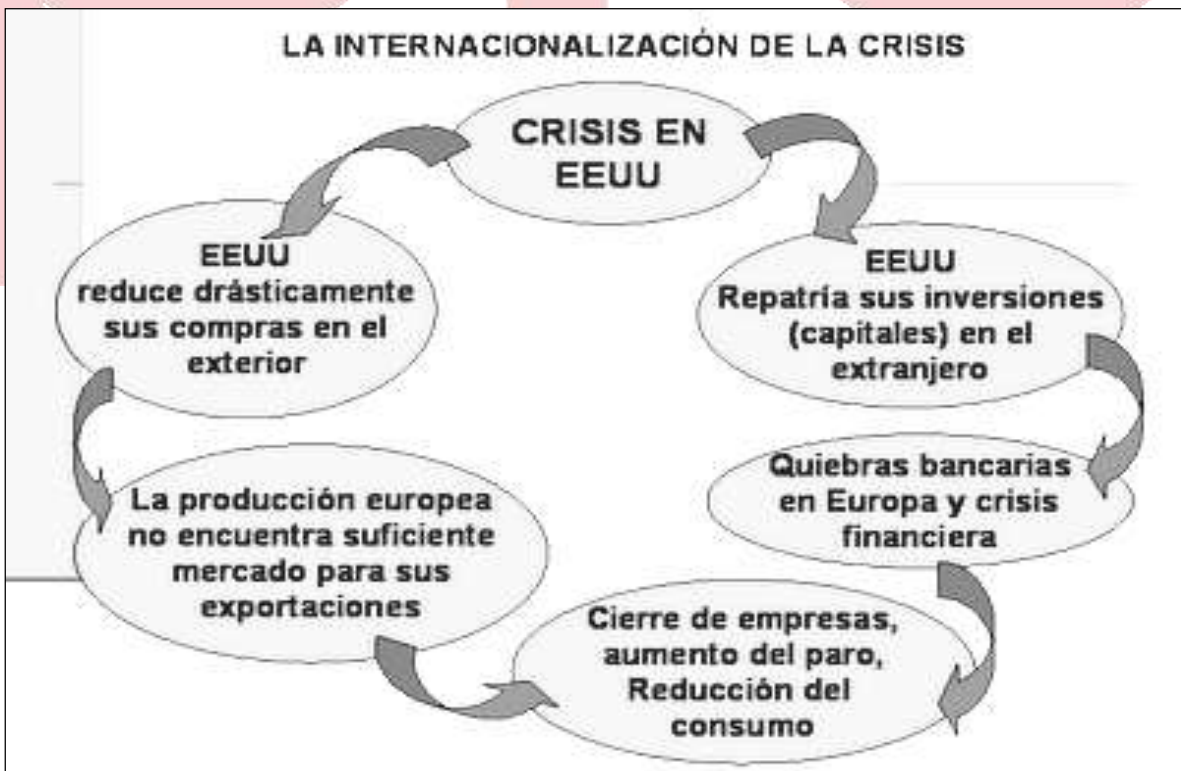 LA INTERNACIONALIZACIÓN DE LA CRISIS
CRISIS EN
EEUU
EEUU
reduce drásticamente
sus compras en el
exterior
EEUU
Repatría sus inversiones
(capitales) en el
extranjero
La producción europea
no encuentra suficiente
mercado para sus
exportaciones
Quiebras bancarias
en Europa y crisis
financiera
Cierre de empresas,
aumento del paro,
Reducción del
consumo